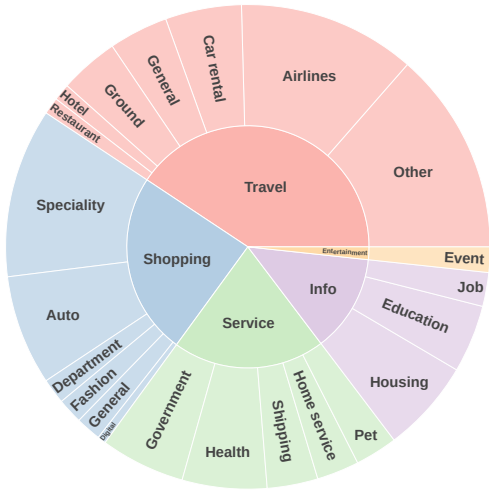 Car rental
General
Airlines
Ground
Hotel
Restaurant
Other
Travel
Speciality
Shopping
Entertainment
Event
Info
Job
Auto
Education
Service
Department
Fashion
General
Digital
Housing
Government
Health
Shipping
Home service
Pet